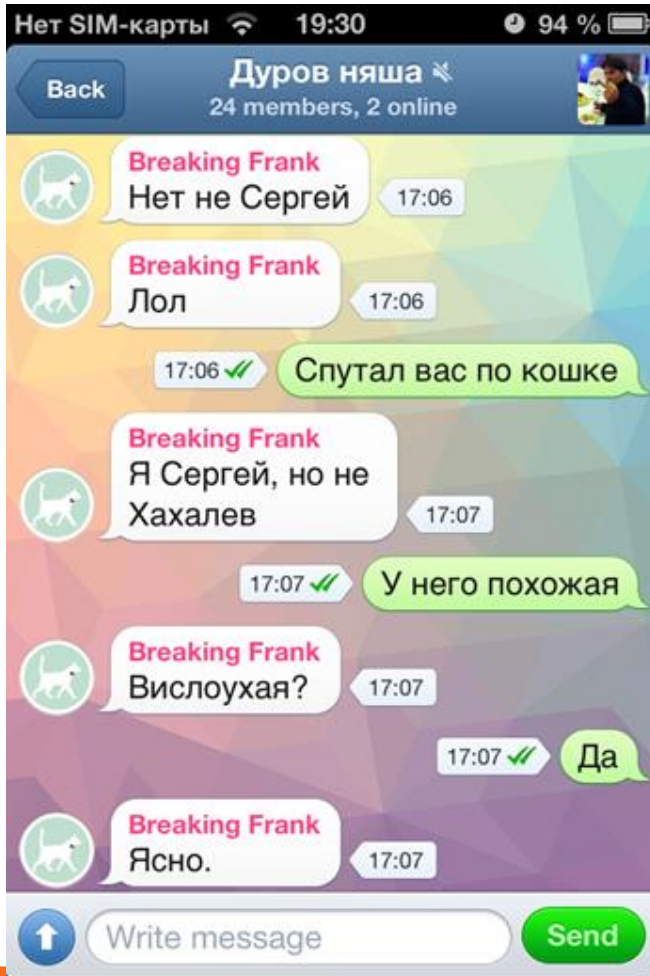 Нет SIM-карты 19:30 94 %
Back
Дуров няша
24 members, 2 online
Breaking Frank
Нет не Сергей 17:06
Breaking Frank
Лол 17:06
17:06 Спутал вас по кошке
Breaking Frank
Я Сергей, но не
Хахалев 17:07
17:07 У него похожая
Breaking Frank
Вислоухая? 17:07
17:07 Да
Breaking Frank
Ясно. 17:07
Write message Send